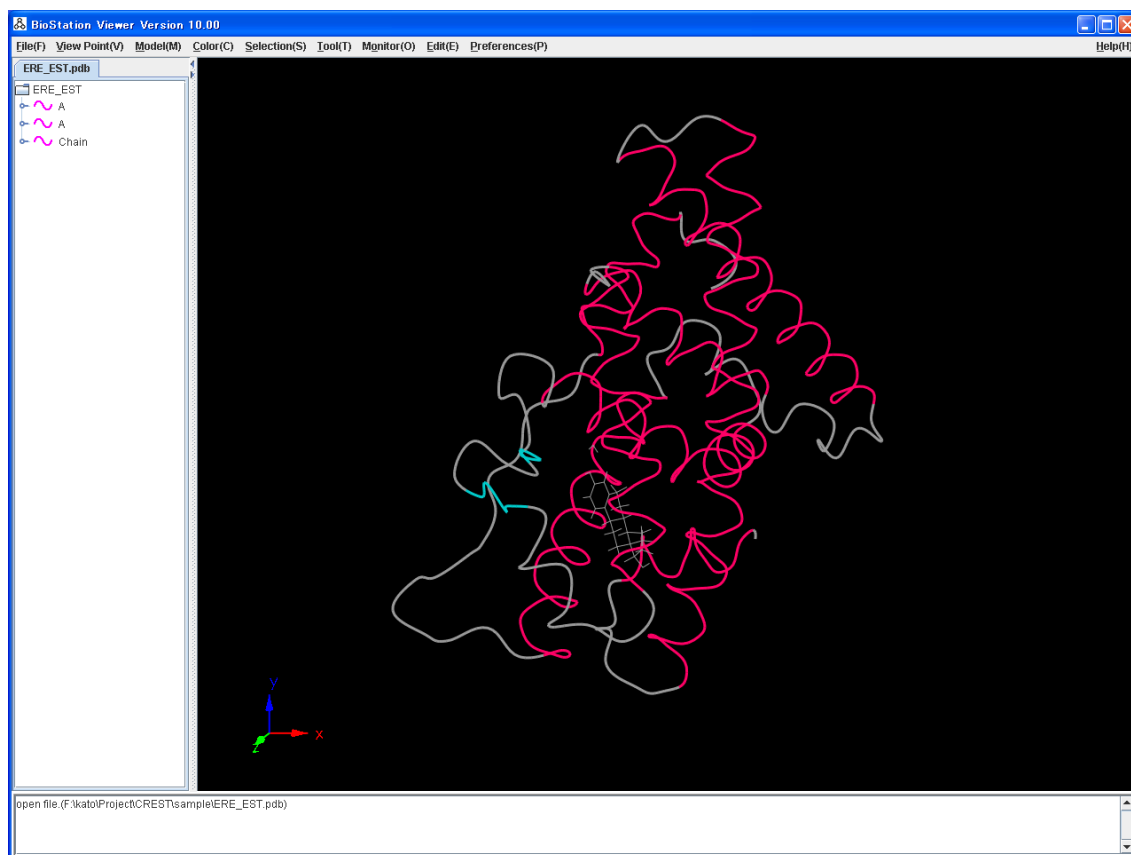 BioStation Viewer Version 10.00
File(F) View Point(V) Model(M) Color(C) Selection(S) Tool(T) Monitor(O) Edit(E) Preferences(P) Help(H)
ERE_EST.pdb
ERE_EST
A
A
Chain
Y
X
Z
open file.(F:\kato\Project\CREST\sample\ERE_EST.pdb)